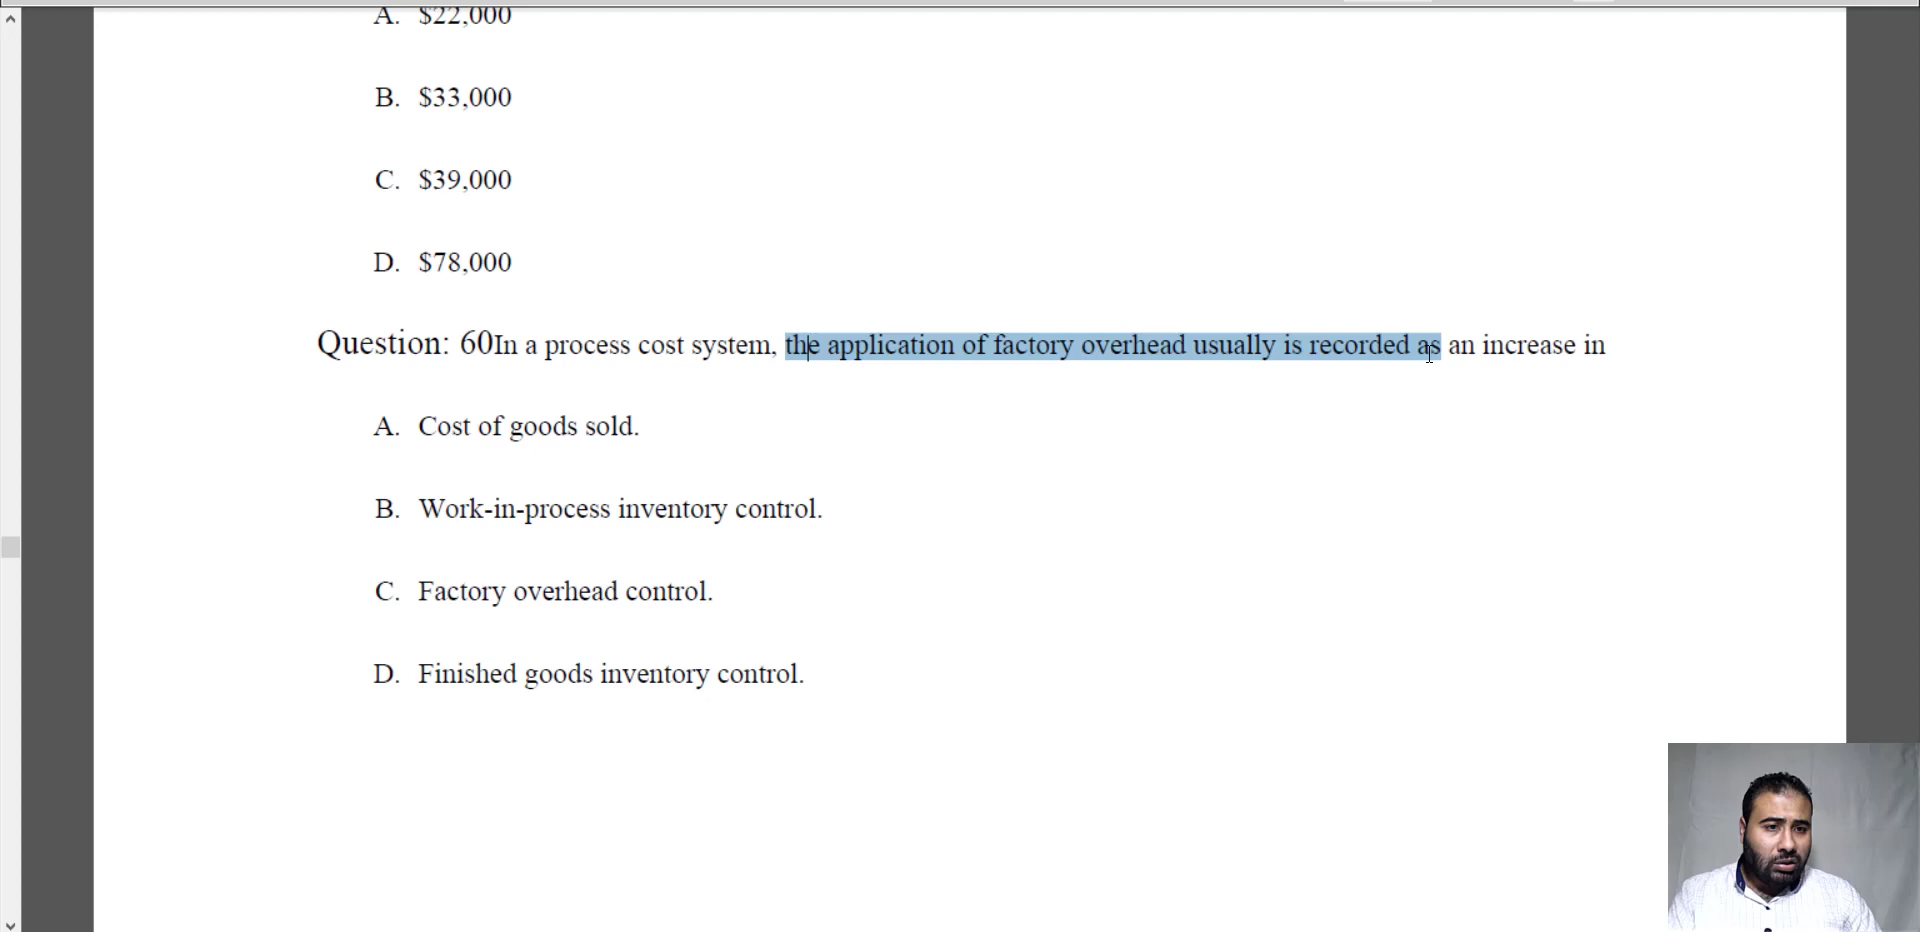 A. $22,000
B. $33,000
C. $39,000
D. $78,000
Question: 60In a process cost system, the application of factory overhead usually is recorded as an increase in
A. Cost of goods sold.
B. Work-in-process inventory control.
C. Factory overhead control.
D. Finished goods inventory control.